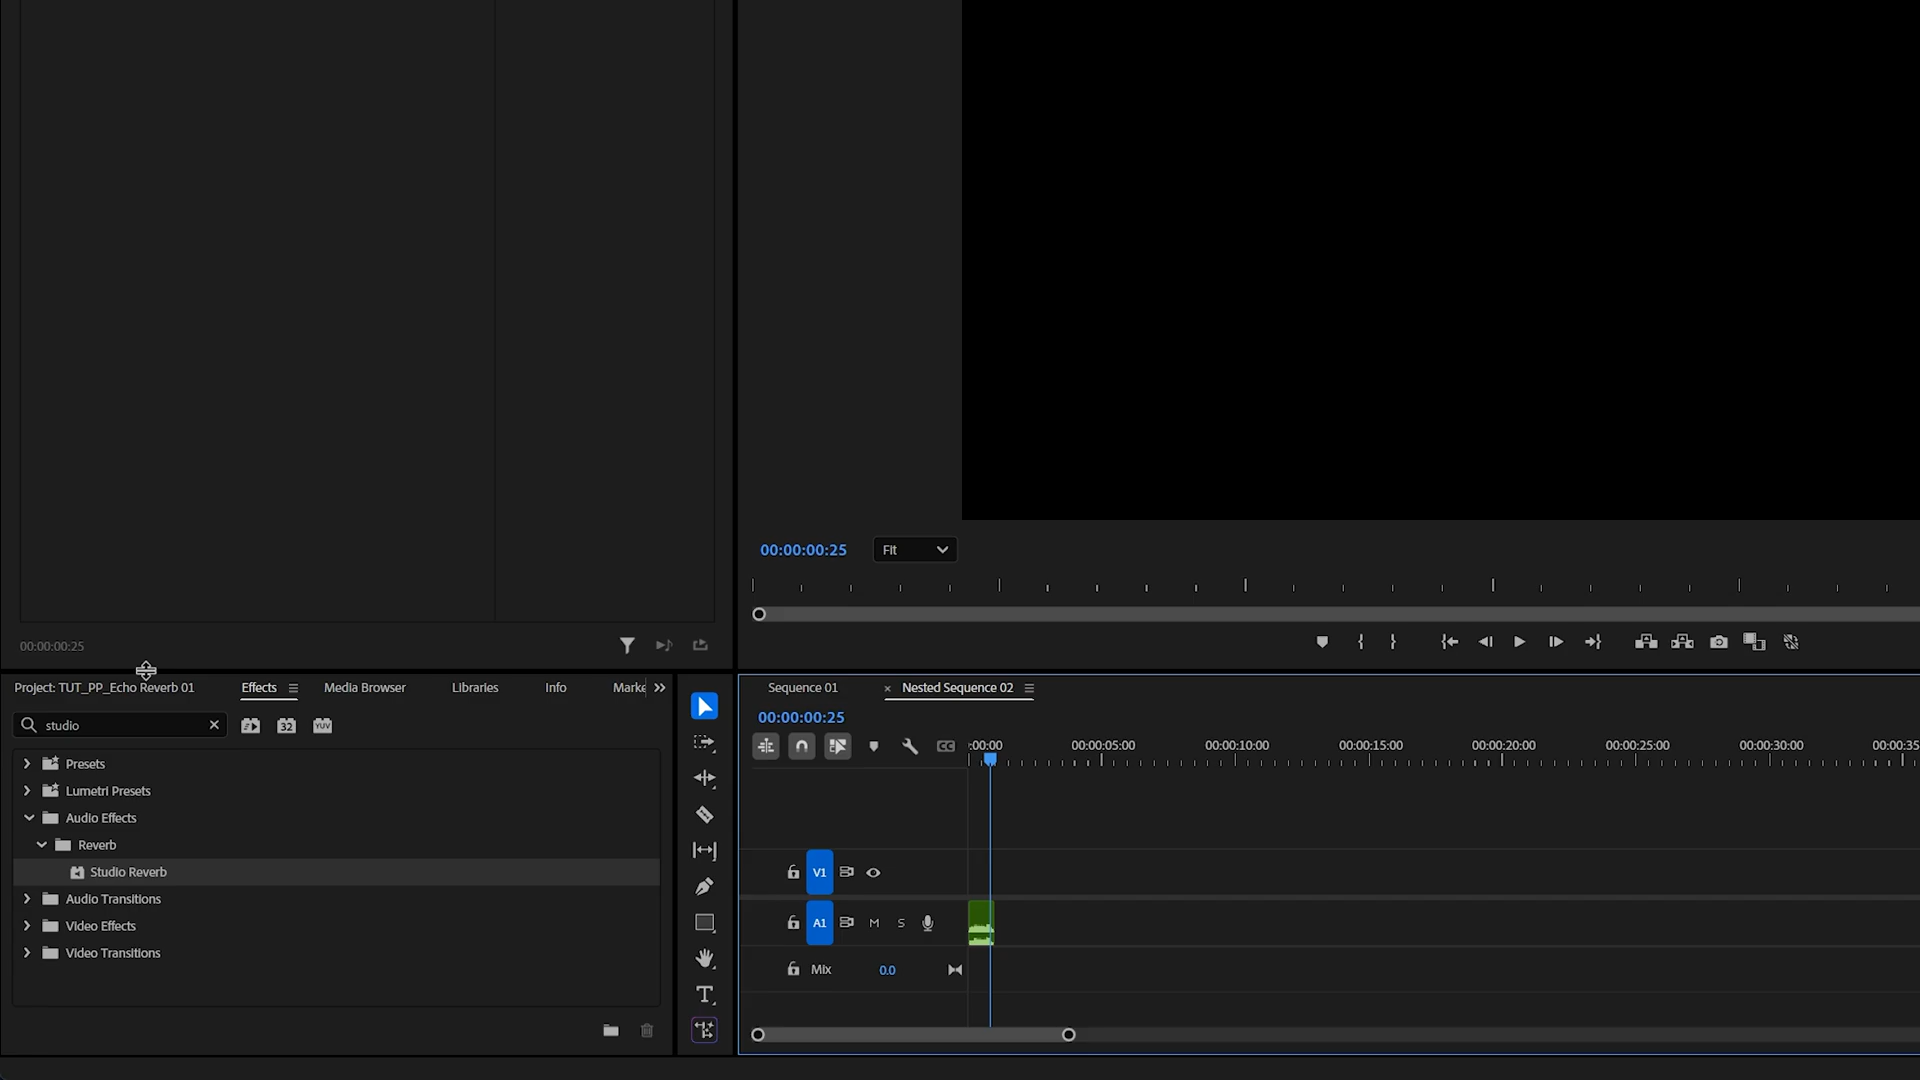 00:00:00:25
Fit
00:00:00:25
Project: TUT_PP_Echo Reverb 01
Effects
Media Browser
Libraries
Info
Marke
studio
32
YUV
Presets
Lumetri Presets
Audio Effects
Reverb
Studio Reverb
Audio Transitions
Video Effects
Video Transitions
Sequence 01
Nested Sequence 02
00:00:00:25
CC
:00:00
00:00:05:00
00:00:10:00
00:00:15:00
00:00:20:00
00:00:25:00
00:00:30:00
00:00:35
V1
A1
M
S
Mix
0.0